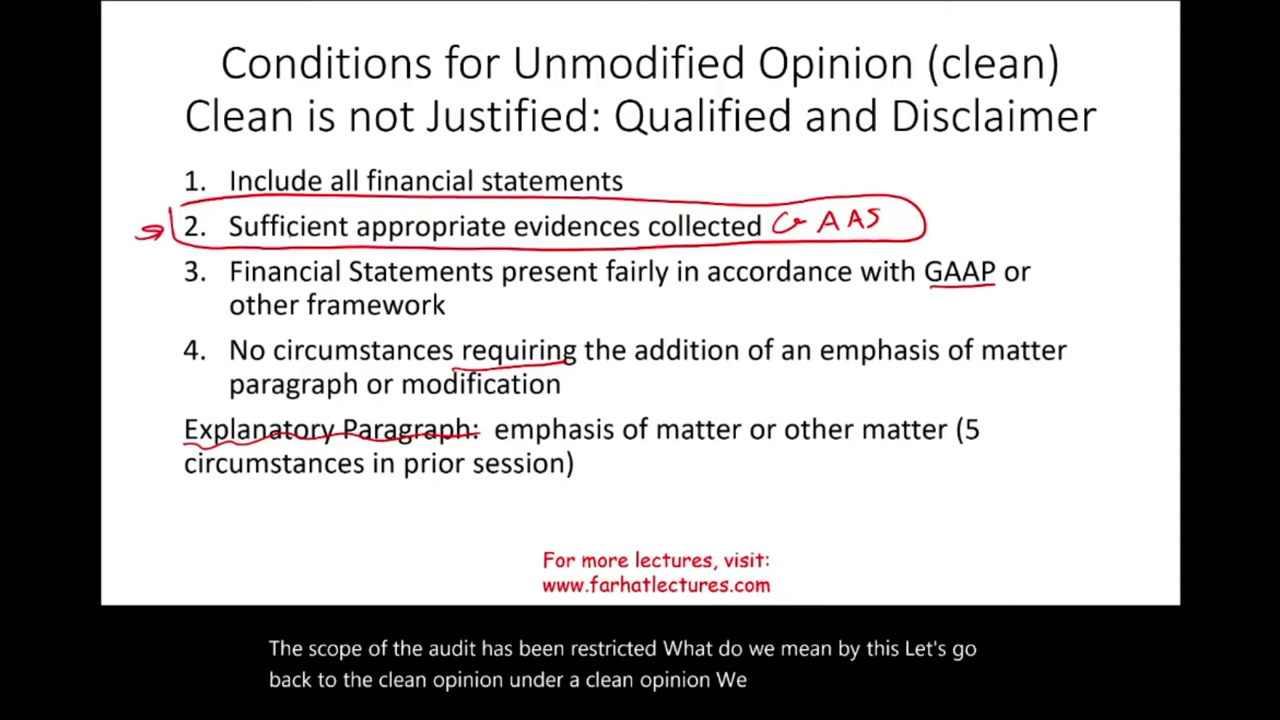 Conditions for Unmodified Opinion (clean)
Clean is not Justified: Qualified and Disclaimer
1. Include all financial statements
2. Sufficient appropriate evidences collected GAAS
3. Financial Statements present fairly in accordance with GAAP or
other framework
4. No circumstances requiring the addition of an emphasis of matter
paragraph or modification
Explanatory Paragraph: emphasis of matter or other matter (5
circumstances in prior session)
For more lectures, visit:
www.farhatlectures.com
The scope of the audit has been restricted What do we mean by this Let's go
back to the clean opinion under a clean opinion We